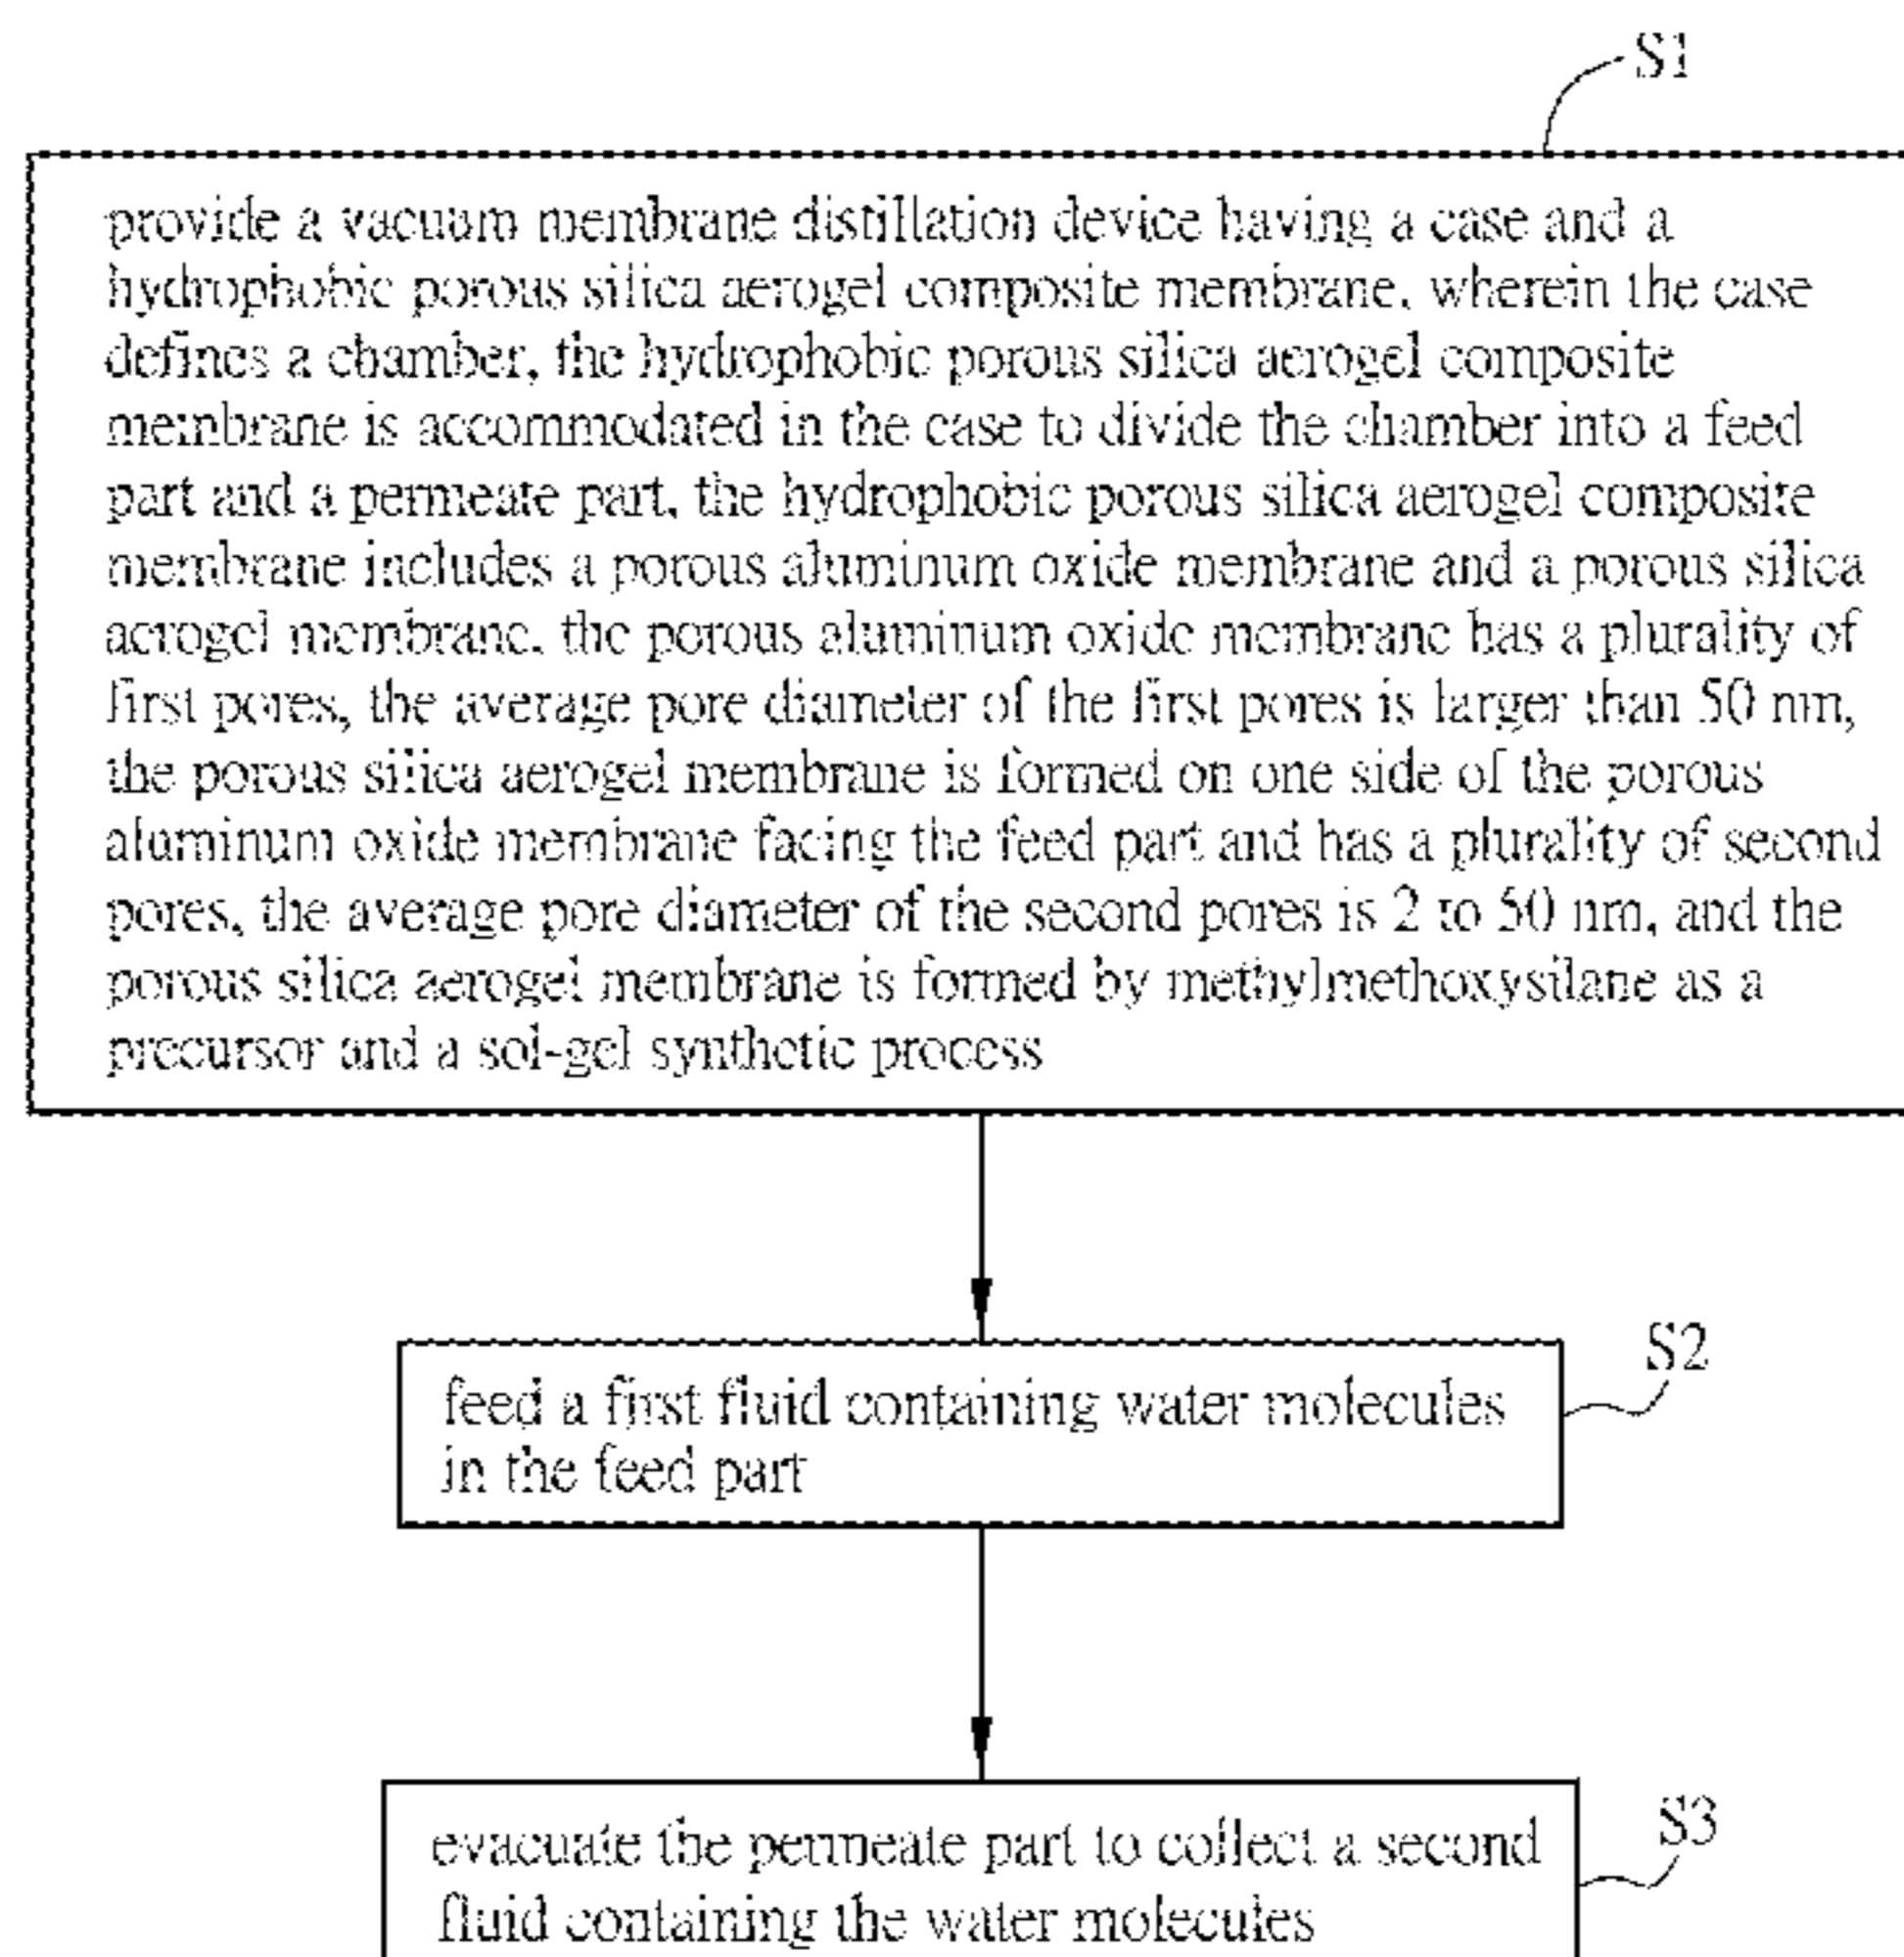 S1
provide a vacuum membrane distillation device having a case and a
hydrophobic porous silica aerogel composite membrane, wherein the case
defines a chamber, the hydrophobic porous silica aerogel composite
membrane is accommodated in the case to divide the chamber into a feed
part and a permeate part, the hydrophobic porous silica aerogel composite
membrane includes a porous aluminum oxide membrane and a porous silica
aerogel membrane, the porous aluminum oxide membrane has a plurality of
first pores, the average pore diameter of the first pores is larger than 50 nm,
the porous silica aerogel membrane is formed on one side of the porous
aluminum oxide membrane facing the feed part and has a plurality of second
pores, the average pore diameter of the second pores is 2 to 50 nm, and the
porous silica aerogel membrane is formed by methylmethoxysilane as a
precursor and a sol-gel synthetic process
S2
feed a first fluid containing water molecules
in the feed part
S3
evacuate the permeate part to collect a second
fluid containing the water molecules